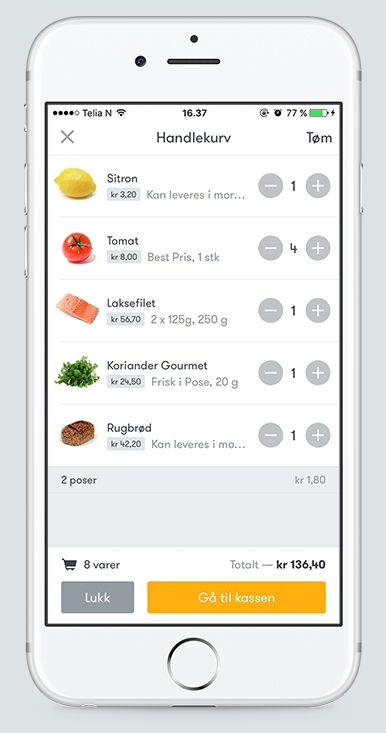 Telia N 16.37 77 %
Handlekurv Tøm
Sitron
kr 3,20 Kan leveres i mor...
1
Tomat
kr 8,00 Best Pris, 1 stk
4
Laksefilet
kr 56,70 2 x 125g, 250 g
1
Koriander Gourmet
kr 24,50 Frisk i Pose, 20 g
1
Rugbrød
kr 42,20 Kan leveres i mo...
1
2 poser kr 1,80
8 varer Totalt — kr 136,40
Lukk Gå til kassen